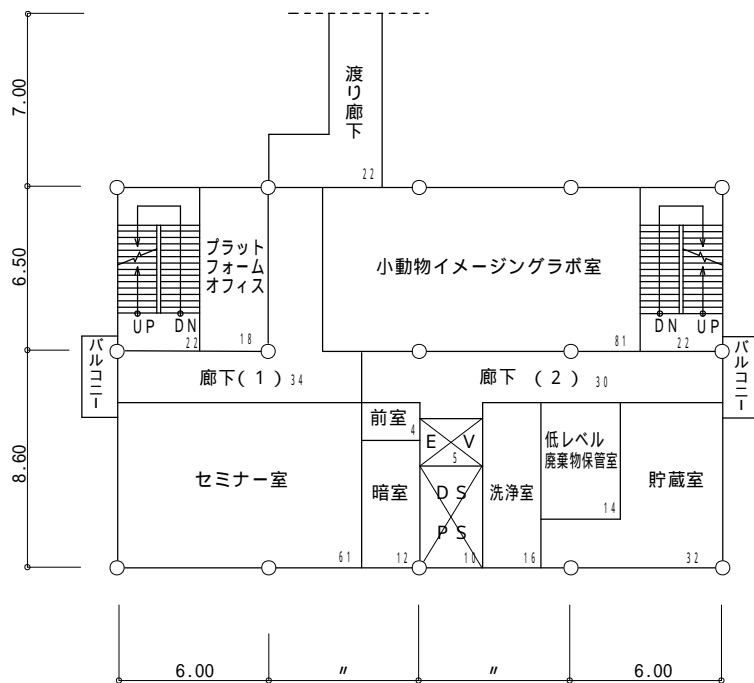 7.00
渡り廊下
22
6.50
プラット
フォーム
オフィス
18
小動物イメージングラボ室
81
UP DN
22
DN UP
22
バルコニー
バルコニー
廊下(1) 34
廊下 (2) 30
8.60
セミナー室
61
前室
4
暗室
12
E V
5
D S
P S
10
洗浄室
16
低レベル
廃棄物保管室
14
貯蔵室
32
6.00 〃 〃 6.00